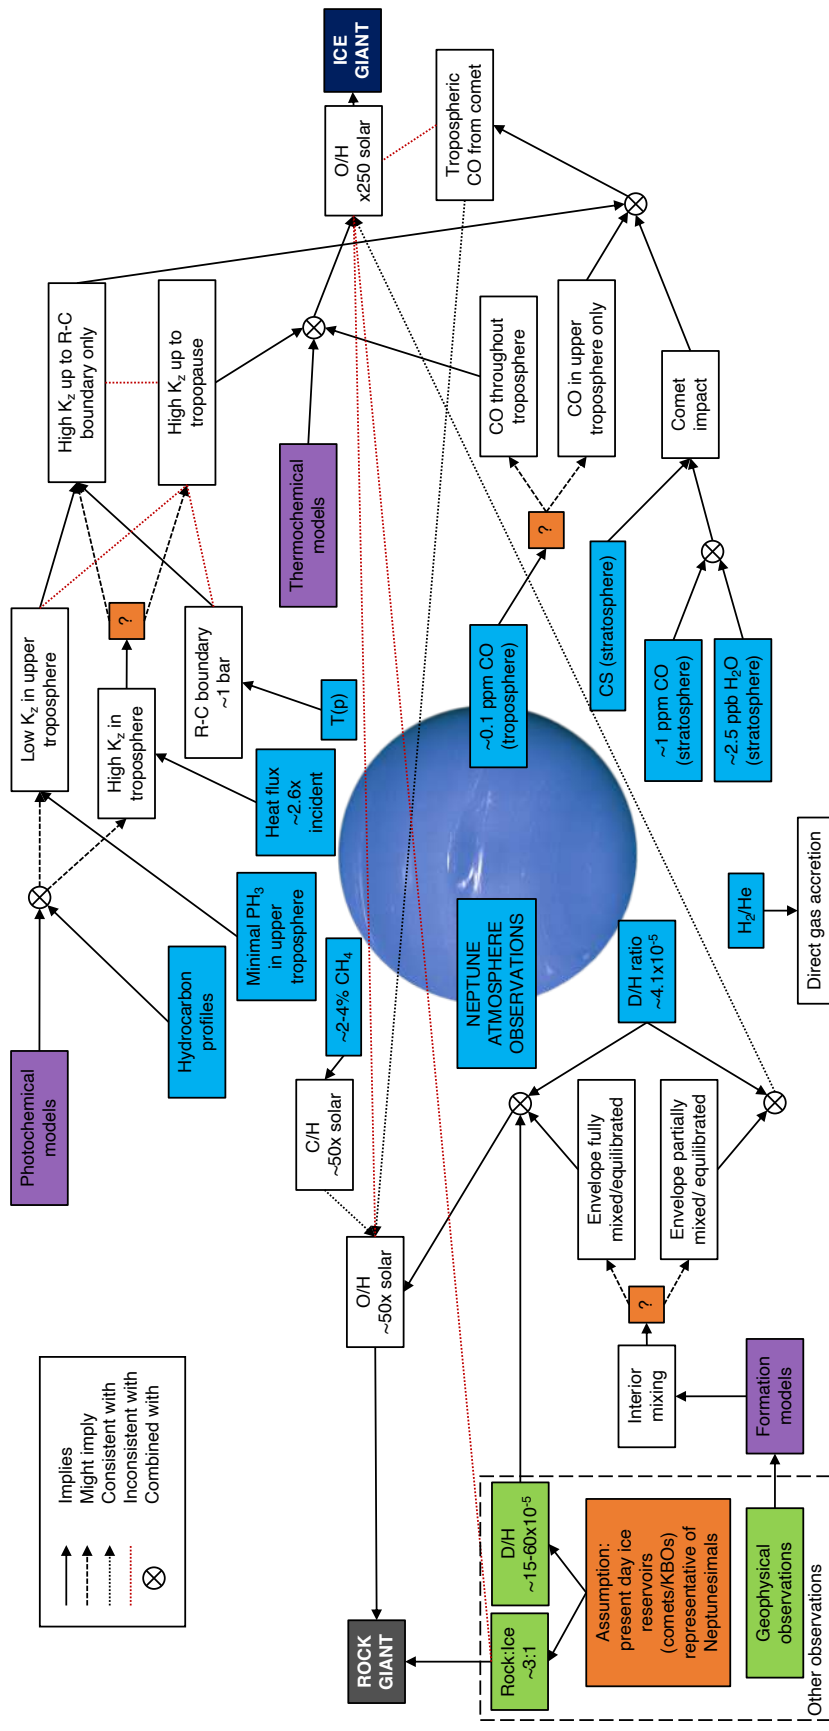 Implies
Might imply
Consistent with
Inconsistent with
Combined with
Photochemical
models
Hydrocarbon
profiles
Minimal PH₃
in upper
troposphere
Low K_z in upper
troposphere
High K_z in
troposphere
Heat flux
~2.6x
incident
?
R-C boundary
~1 bar
T(p)
High K_z up to R-C
boundary only
High K_z up to
tropopause
Thermochemical
models
O/H
x250 solar
ICE
GIANT
Tropospheric
CO from comet
CO throughout
troposphere
CO in upper
troposphere only
?
~0.1 ppm CO
(troposphere)
Comet
impact
CS (stratosphere)
~1 ppm CO
(stratosphere)
~2.5 ppb H₂O
(stratosphere)
~2-4% CH₄
C/H
~50x solar
O/H
~50x solar
NEPTUNE
ATMOSPHERE
OBSERVATIONS
D/H ratio
~4.1x10⁻⁵
H₂/He
Direct gas accretion
Envelope fully
mixed/equilibrated
Envelope partially
mixed/ equilibrated
?
Interior
mixing
Formation
models
ROCK
GIANT
Rock:Ice
~3:1
D/H
~15-60x10⁻⁵
Assumption:
present day ice
reservoirs
(comets/KBOs)
representative of
Neptunesimals
Geophysical
observations
Other observations